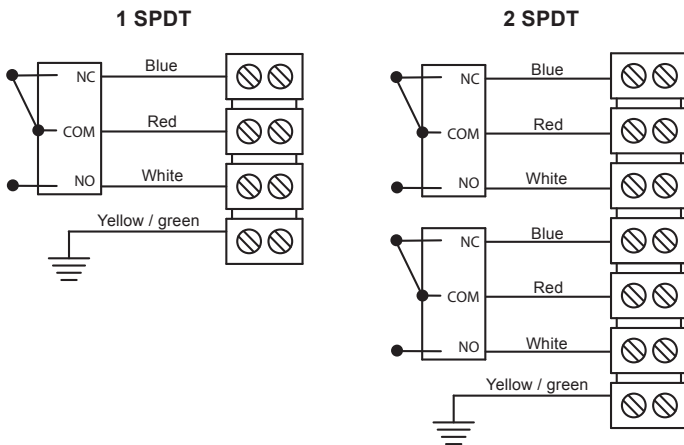 1 SPDT
NC
Blue
COM
Red
NO
White
Yellow / green
2 SPDT
NC
Blue
COM
Red
NO
White
NC
Blue
COM
Red
NO
White
Yellow / green